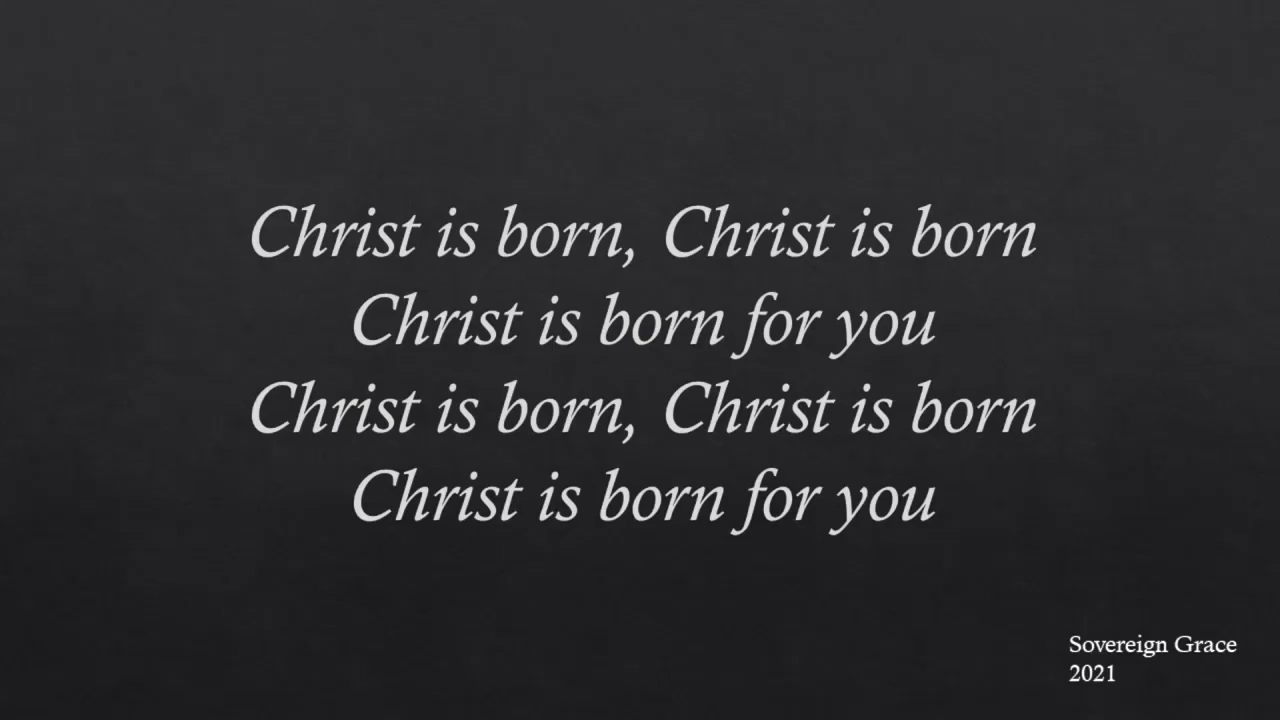 Christ is born, Christ is born
Christ is born for you
Christ is born, Christ is born
Christ is born for you
Sovereign Grace
2021